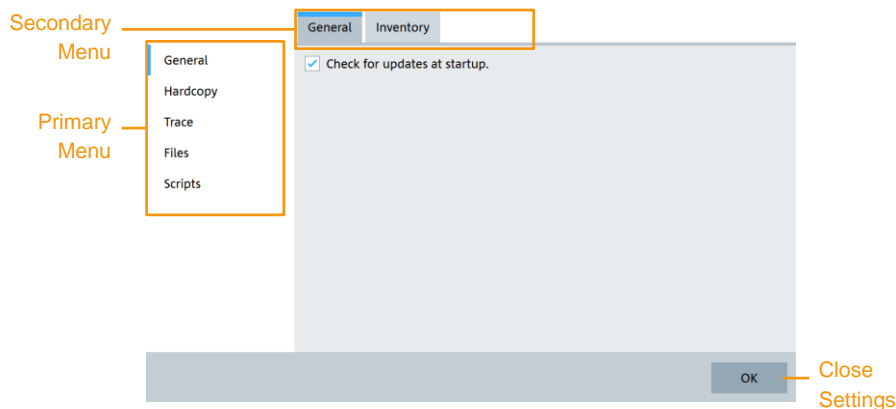 Secondary
Menu
General Inventory
General
Check for updates at startup.
Hardcopy
Primary
Menu
Trace
Files
Scripts
OK
Close
Settings